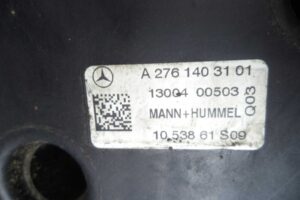 A 276 140 31 01
13004 00503
MANN+HUMMEL
Q03
10.538 61 S09